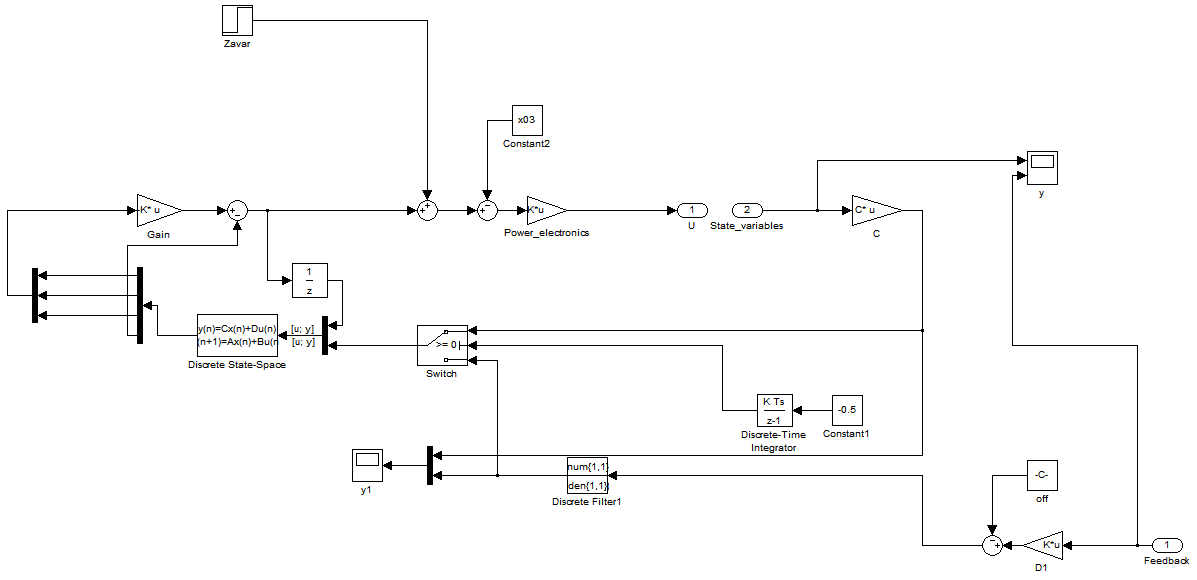 Zavar
x03
Constant2
y
K* u
Gain
K*u
Power_electronics
1
U
2
State_variables
C* u
C
1
z
y(n)=Cx(n)+Du(n)
(n+1)=Ax(n)+Bu(n
Discrete State-Space
[u; y]
[u; y]
>= 0
Switch
K Ts
z-1
Discrete-Time
Integrator
-0.5
Constant1
y1
num{1,1}
den{1,1}
Discrete Filter1
-C-
off
K*u
D1
1
Feedback